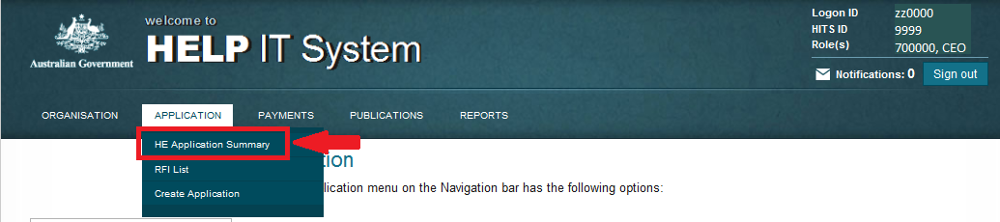 welcome to
HELP IT System
Australian Government
Logon ID zz0000
HITS ID 9999
Role(s) 700000, CEO
Notifications: 0 Sign out
ORGANISATION APPLICATION PAYMENTS PUBLICATIONS REPORTS
HE Application Summary
RFI List
Create Application
tion
lication menu on the Navigation bar has the following options: